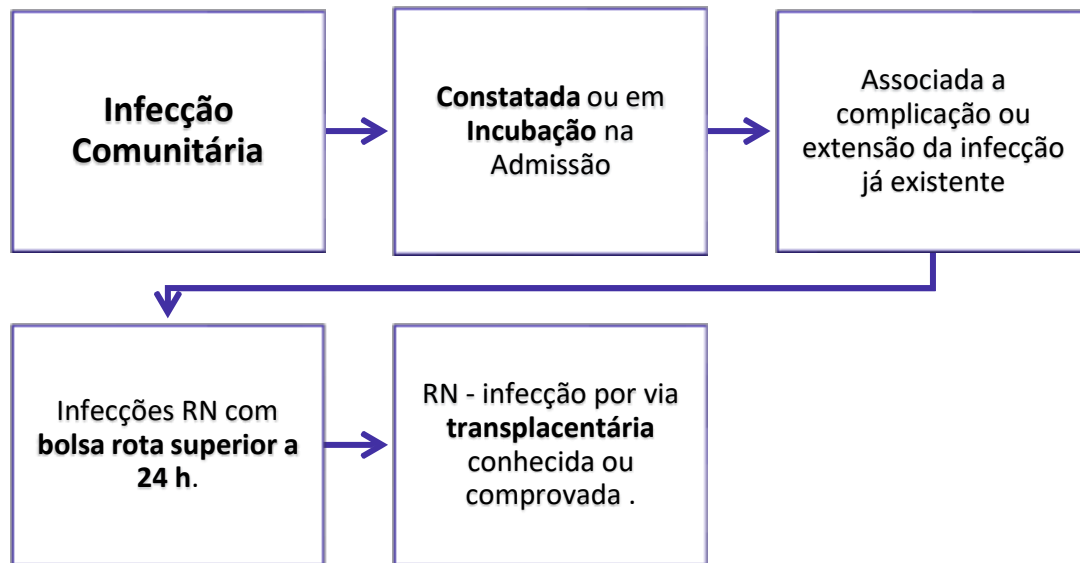 Infecção
Comunitária
Constatada ou em
Incubação na
Admissão
Associada a
complicação ou
extensão da infecção
já existente
Infecções RN com
bolsa rota superior a
24 h.
RN - infecção por via
transplacentária
conhecida ou
comprovada .